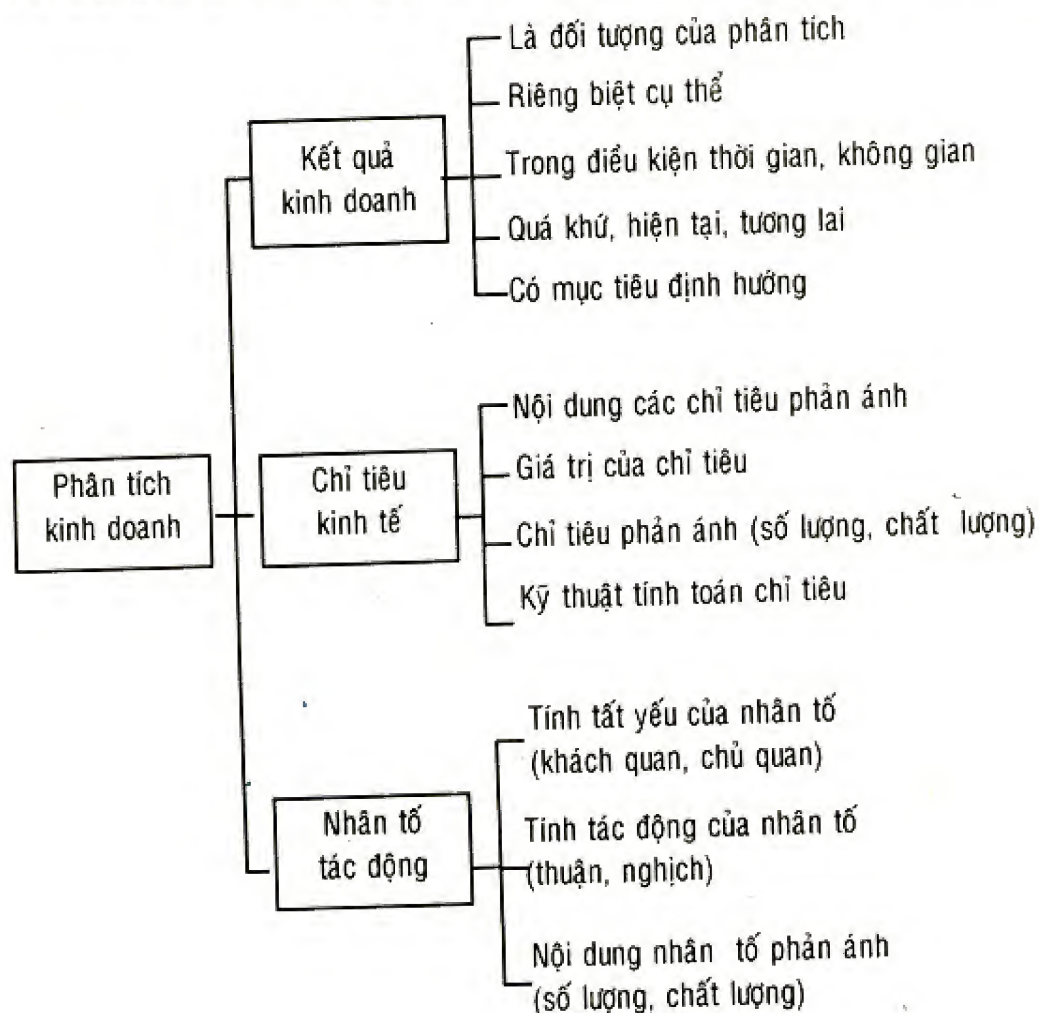 Là đối tượng của phân tích
Riêng biệt cụ thể
Kết quả
kinh doanh
Trong điều kiện thời gian, không gian
Quá khứ, hiện tại, tương lai
Có mục tiêu định hướng
Phân tích
kinh doanh
Chỉ tiêu
kinh tế
Nội dung các chỉ tiêu phản ánh
Giá trị của chỉ tiêu
Chỉ tiêu phản ánh (số lượng, chất lượng)
Kỹ thuật tính toán chỉ tiêu
Nhân tố
tác động
Tính tất yếu của nhân tố
(khách quan, chủ quan)
Tính tác động của nhân tố
(thuận, nghịch)
Nội dung nhân tố phản ánh
(số lượng, chất lượng)